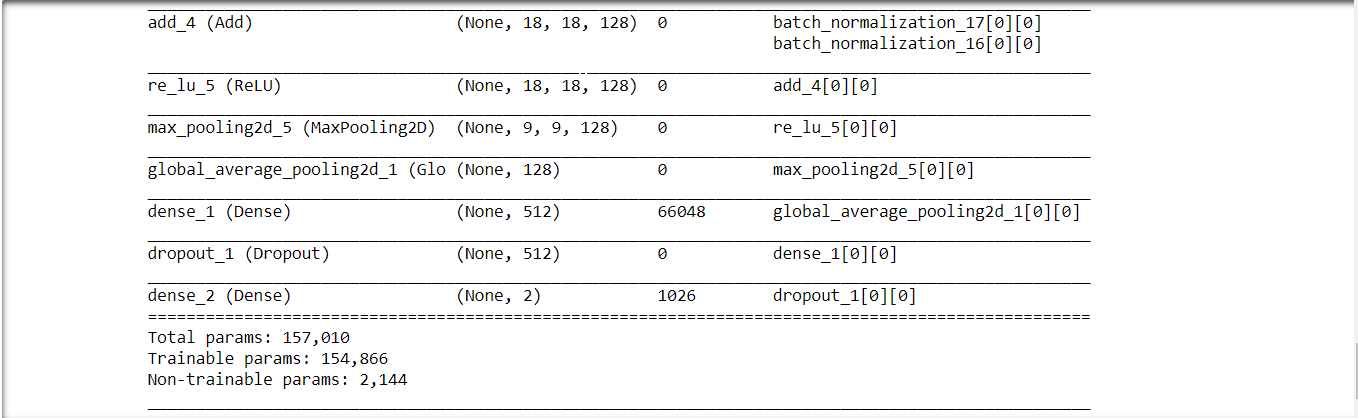 add_4 (Add) (None, 18, 18, 128) 0 batch_normalization_17[0][0]
batch_normalization_16[0][0]
re_lu_5 (ReLU) (None, 18, 18, 128) 0 add_4[0][0]
max_pooling2d_5 (MaxPooling2D) (None, 9, 9, 128) 0 re_lu_5[0][0]
global_average_pooling2d_1 (Glo (None, 128) 0 max_pooling2d_5[0][0]
dense_1 (Dense) (None, 512) 66048 global_average_pooling2d_1[0][0]
dropout_1 (Dropout) (None, 512) 0 dense_1[0][0]
dense_2 (Dense) (None, 2) 1026 dropout_1[0][0]
Total params: 157,010
Trainable params: 154,866
Non-trainable params: 2,144